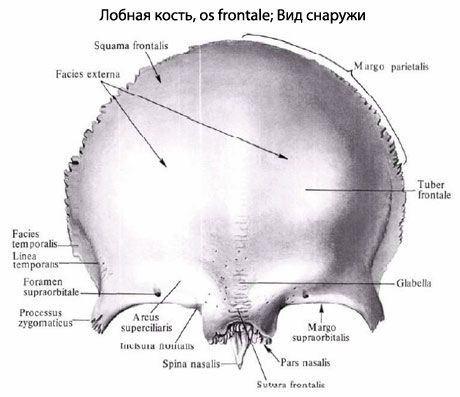 Лобная кость, os frontale; Вид снаружи
Squama frontalis
Margo parietalis
Facies externa
Tuber
frontale
Facies
temporalis
Linea
temporalis
Foramen
supraorbitale
Glabella
Processus
zygomaticus
Arcus
superciliaris
Incisura frontalis
Margo
supraorbitalis
Spina nasalis
Pars nasalis
Sutura frontalis